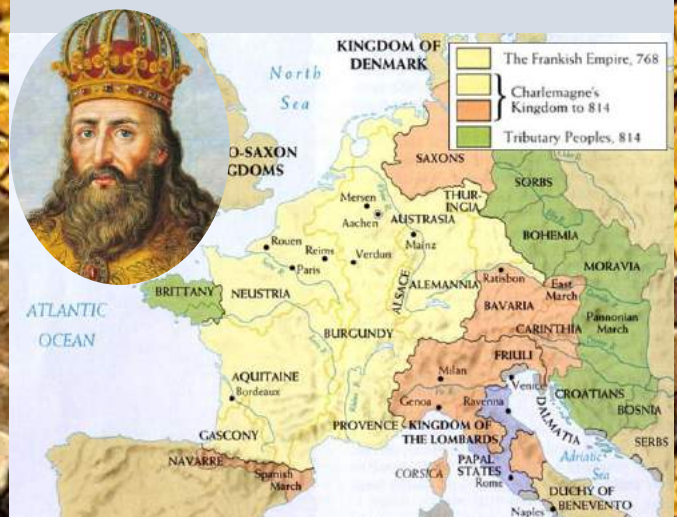 KINGDOM OF
DENMARK
The Frankish Empire, 768
Charlemagne's
Kingdom to 814
Tributary Peoples, 814
North
Sea
O-SAXON
GDOMS
SAXONS
SORBS
THUR-
INGIA
Mersen
Aachen
AUSTRASIA
BOHEMIA
Rouen
Reims
Verdun
Mainz
Paris
MORAVIA
BRITTANY
NEUSTRIA
ALSACE
ALEMANNIA
Ratisbon
East
March
BAVARIA
Pannonian
March
ATLANTIC
OCEAN
BURGUNDY
CARINTHIA
FRIULI
AQUITAINE
Bordeaux
Milan
Venice
CROATIANS
Genoa
Ravenna
DALMATIA
BOSNIA
GASCONY
PROVENCE
KINGDOM OF
THE LOMBARDS
SERBS
NAVARRE
Spanish
March
CORSICA
PAPAL
STATES
Rome
Adriatic
Sea
DUCHY OF
BENEVENTO
Naples